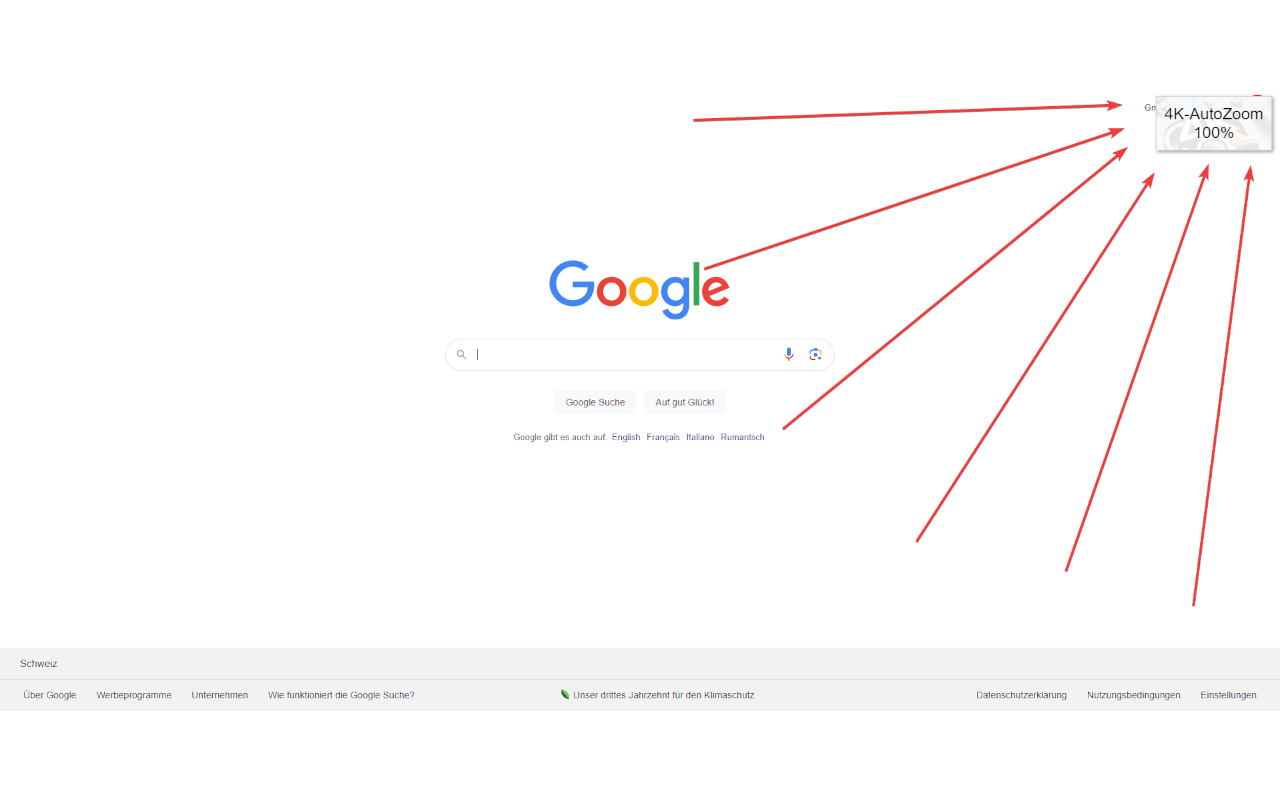 Gm
4K-AutoZoom
100%
Google
Google Suche Auf gut Glück!
Google gibt es auch auf: English Français Italiano Rumantsch
Schweiz
Über Google Werbeprogramme Unternehmen Wie funktioniert die Google Suche? Unser drittes Jahrzehnt für den Klimaschutz Datenschutzerklärung Nutzungsbedingungen Einstellungen